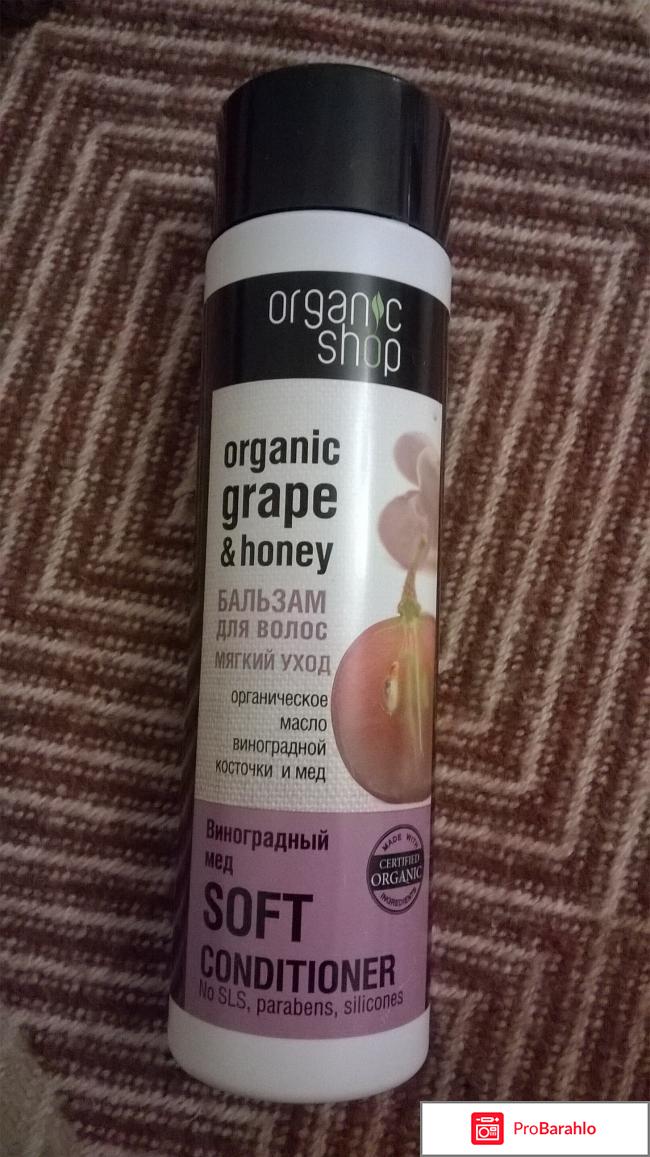 organic
shop
organic
grape
& honey
БАЛЬЗАМ
ДЛЯ ВОЛОС
МЯГКИЙ УХОД
органическое
масло
виноградной
косточки и мед
Виноградный
мед
MADE WITH
CERTIFIED
ORGANIC
INGREDIENTS
SOFT
CONDITIONER
No SLS, parabens, silicones
ProBarahlo